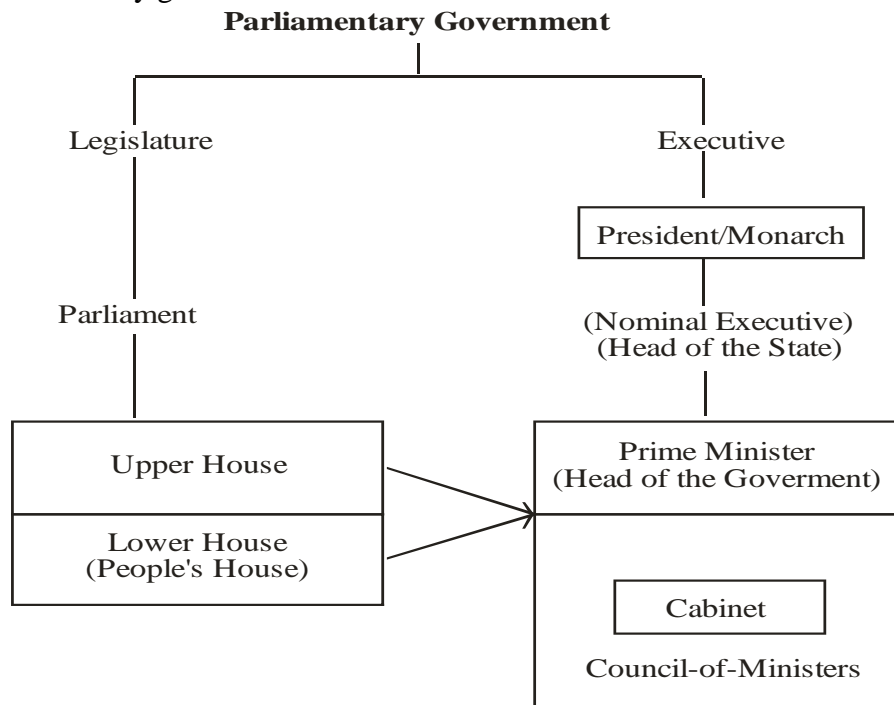 Parliamentary Government
Legislature
Executive
President/Monarch
Parliament
(Nominal Executive)
(Head of the State)
Upper House
Prime Minister
(Head of the Goverment)
Lower House
(People's House)
Cabinet
Council-of-Ministers